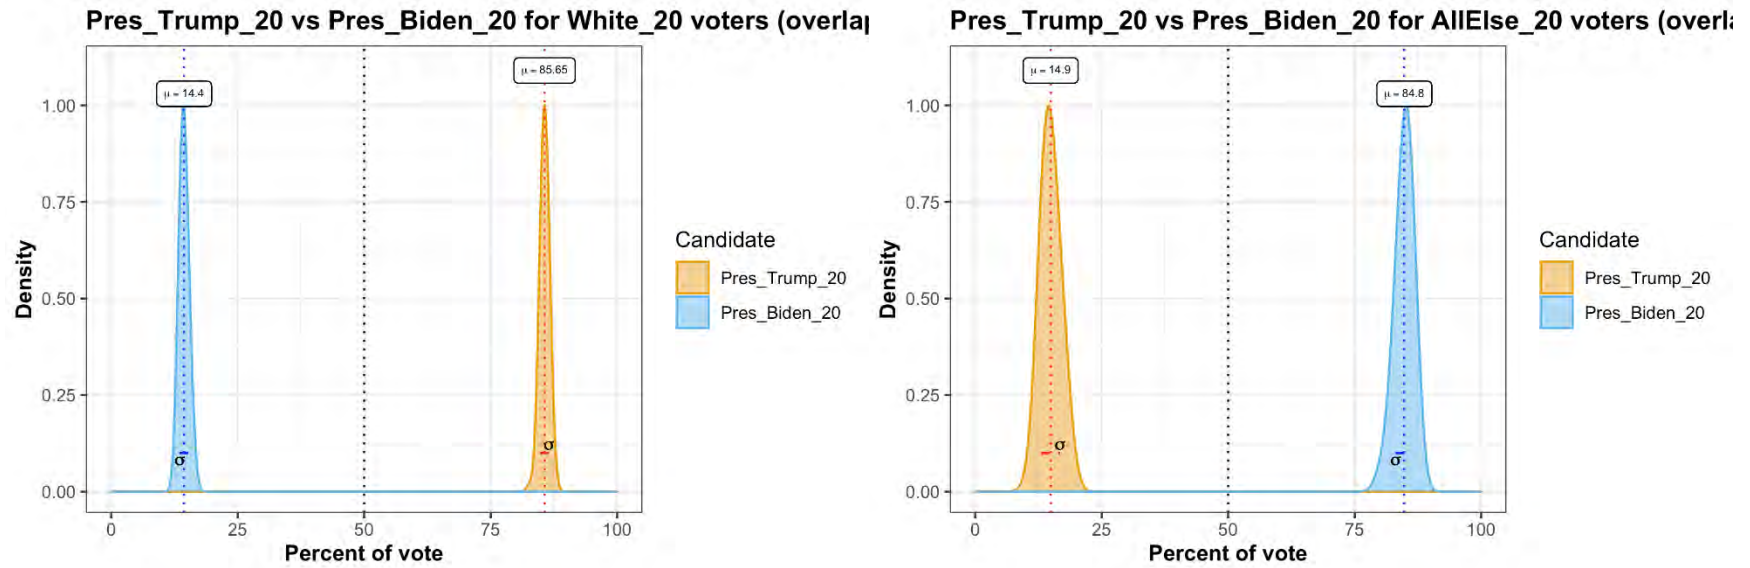 Pres_Trump_20 vs Pres_Biden_20 for White_20 voters (overlap
μ = 14.4
μ = 85.65
1.00
0.75
0.50
0.25
0.00
Density
σ
σ
0
25
50
75
100
Percent of vote
Candidate
Pres_Trump_20
Pres_Biden_20
Pres_Trump_20 vs Pres_Biden_20 for AllElse_20 voters (overla
μ = 14.9
μ = 84.8
1.00
0.75
0.50
0.25
0.00
Density
σ
σ
0
25
50
75
100
Percent of vote
Candidate
Pres_Trump_20
Pres_Biden_20